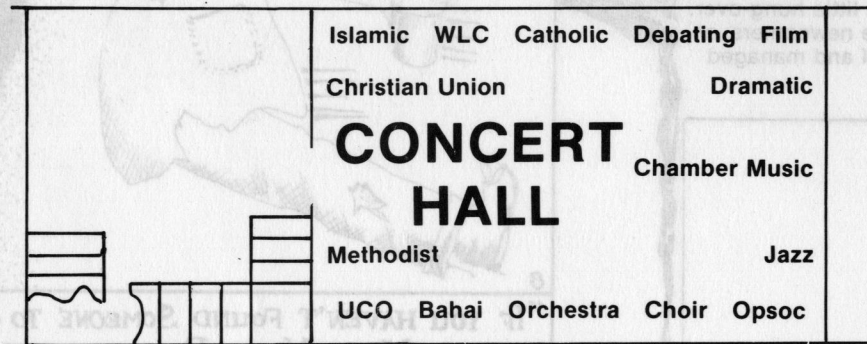 Islamic WLC Catholic Debating Film
Christian Union Dramatic
CONCERT
Chamber Music
HALL
Methodist Jazz
UCO Bahai Orchestra Choir Opsoc